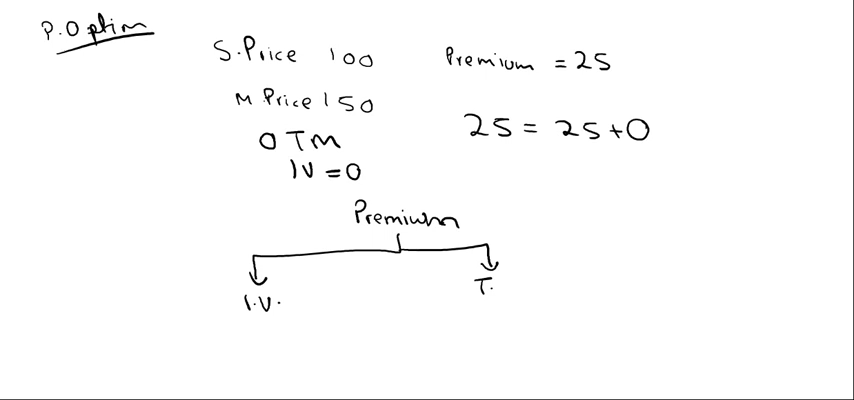 P.Option
S.Price 100
Premium = 25
M.Price 150
25 = 25+0
OTM
IV = 0
Premium
I.V.
T.